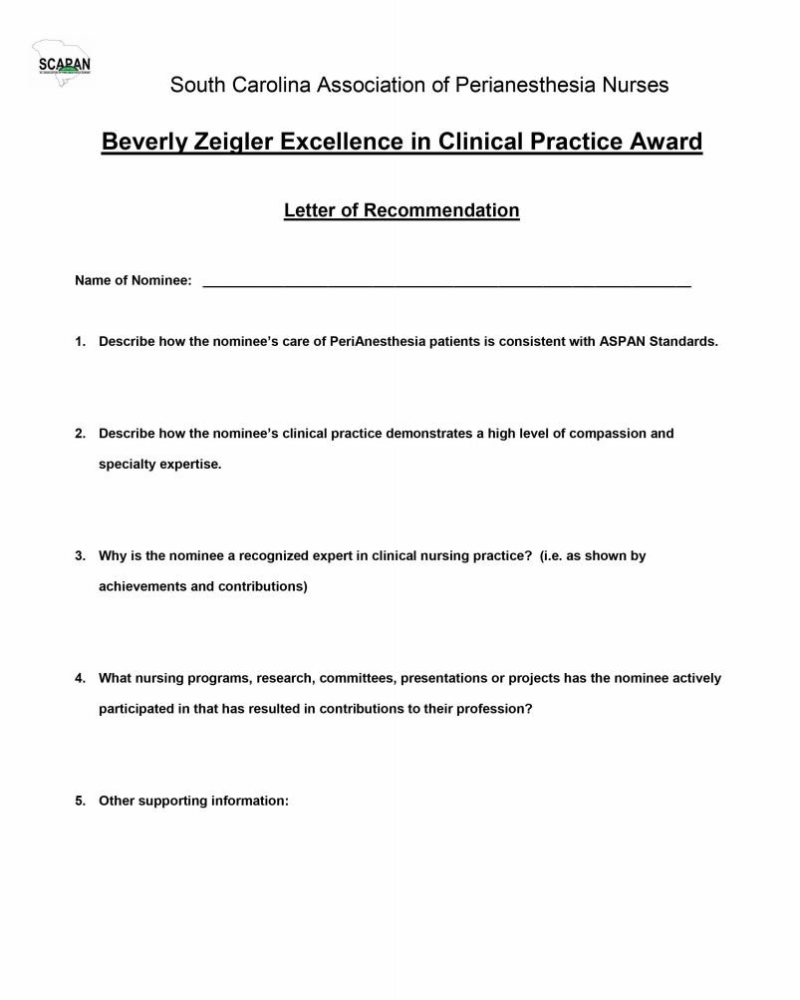 SCAPAN
South Carolina Association of Perianesthesia Nurses
Beverly Zeigler Excellence in Clinical Practice Award
Letter of Recommendation
Name of Nominee: ____________________________________________________________________
1. Describe how the nominee’s care of PeriAnesthesia patients is consistent with ASPAN Standards.
2. Describe how the nominee’s clinical practice demonstrates a high level of compassion and
specialty expertise.
3. Why is the nominee a recognized expert in clinical nursing practice? (i.e. as shown by
achievements and contributions)
4. What nursing programs, research, committees, presentations or projects has the nominee actively
participated in that has resulted in contributions to their profession?
5. Other supporting information: